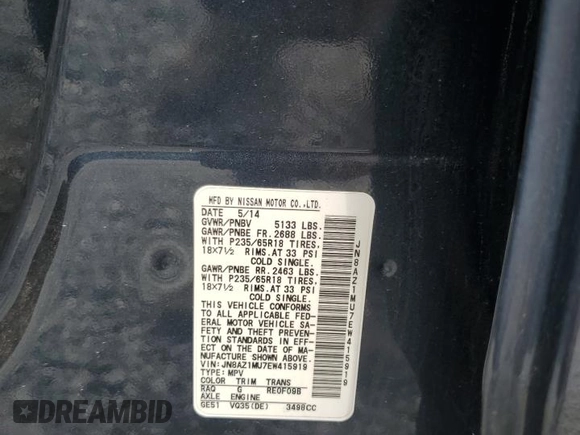 MFD BY NISSAN MOTOR CO.,LTD.
DATE 5/14
GVWR/PNBV 5133 LBS.
GAWR/PNBE FR. 2688 LBS.
WITH P235/65R18 TIRES,
18X7½ RIMS.AT 33 PSI
COLD SINGLE.
GAWR/PNBE RR. 2463 LBS.
WITH P235/65R18 TIRES,
18X7½ RIMS.AT 33 PSI
COLD SINGLE.
THIS VEHICLE CONFORMS
TO ALL APPLICABLE FED-
ERAL MOTOR VEHICLE SA-
FETY AND THEFT PREVEN-
TION STANDARDS IN EFF-
ECT ON THE DATE OF MA-
NUFACTURE SHOWN ABOVE.
VIN:JN8AZ1MU7EW415919
TYPE: MPV
COLOR TRIM TRANS
RAQ G RE0F09B
AXLE ENGINE
GE51 VQ35(DE) 3498CC
JN8AZ1MU7EW415919
DREAMBID